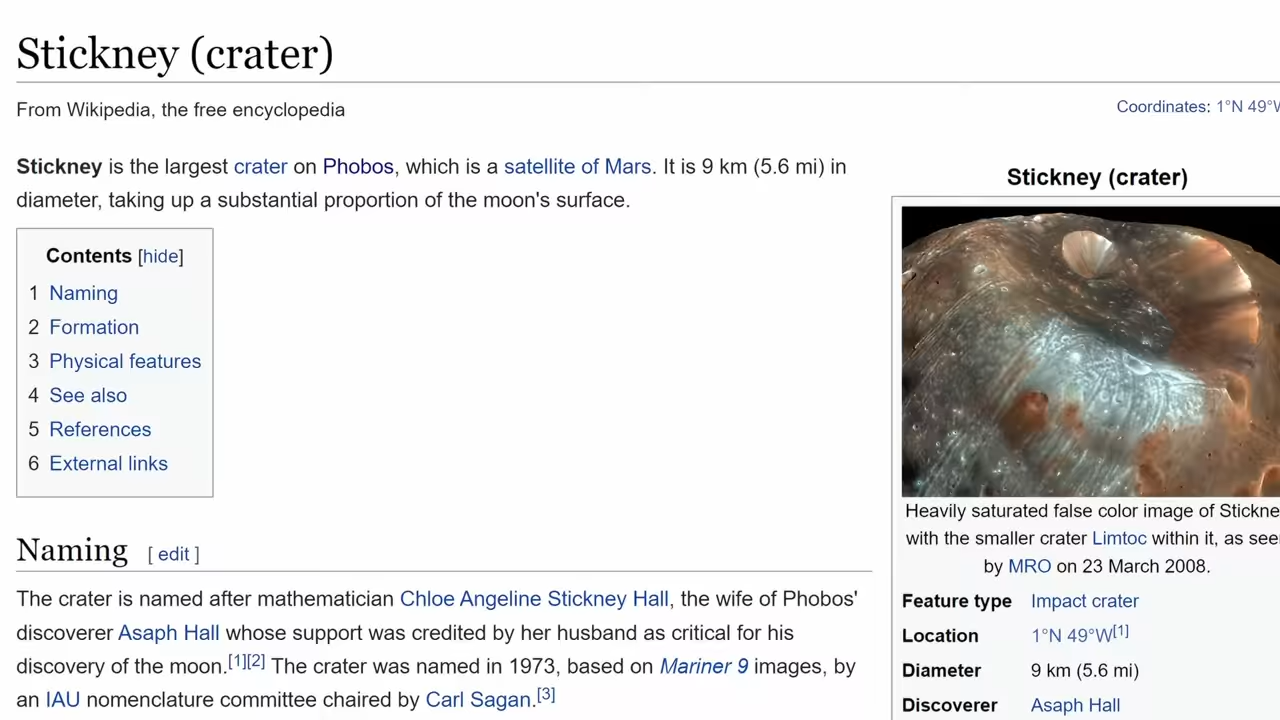 Stickney (crater)
From Wikipedia, the free encyclopedia
Coordinates: 1°N 49°W
Stickney is the largest crater on Phobos, which is a satellite of Mars. It is 9 km (5.6 mi) in
diameter, taking up a substantial proportion of the moon's surface.
Contents [hide]
1 Naming
2 Formation
3 Physical features
4 See also
5 References
6 External links
Naming [ edit ]
The crater is named after mathematician Chloe Angeline Stickney Hall, the wife of Phobos'
discoverer Asaph Hall whose support was credited by her husband as critical for his
discovery of the moon.[1][2] The crater was named in 1973, based on Mariner 9 images, by
an IAU nomenclature committee chaired by Carl Sagan.[3]
Stickney (crater)
Heavily saturated false color image of Stickne
with the smaller crater Limtoc within it, as see
by MRO on 23 March 2008.
Feature type Impact crater
Location 1°N 49°W[1]
Diameter 9 km (5.6 mi)
Discoverer Asaph Hall